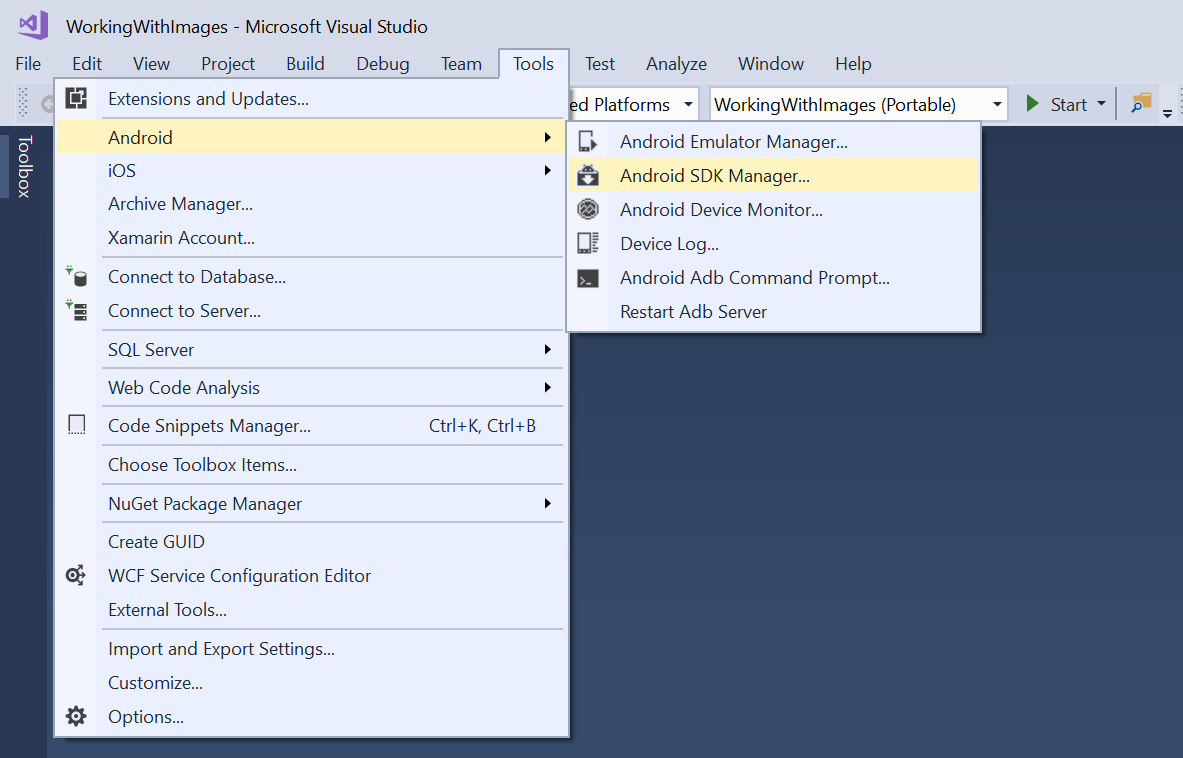 WorkingWithImages - Microsoft Visual Studio
File Edit View Project Build Debug Team Tools Test Analyze Window Help
ed Platforms WorkingWithImages (Portable) Start
Toolbox
Extensions and Updates...
Android
iOS
Archive Manager...
Xamarin Account...
Connect to Database...
Connect to Server...
SQL Server
Web Code Analysis
Code Snippets Manager... Ctrl+K, Ctrl+B
Choose Toolbox Items...
NuGet Package Manager
Create GUID
WCF Service Configuration Editor
External Tools...
Import and Export Settings...
Customize...
Options...
Android Emulator Manager...
Android SDK Manager...
Android Device Monitor...
Device Log...
Android Adb Command Prompt...
Restart Adb Server